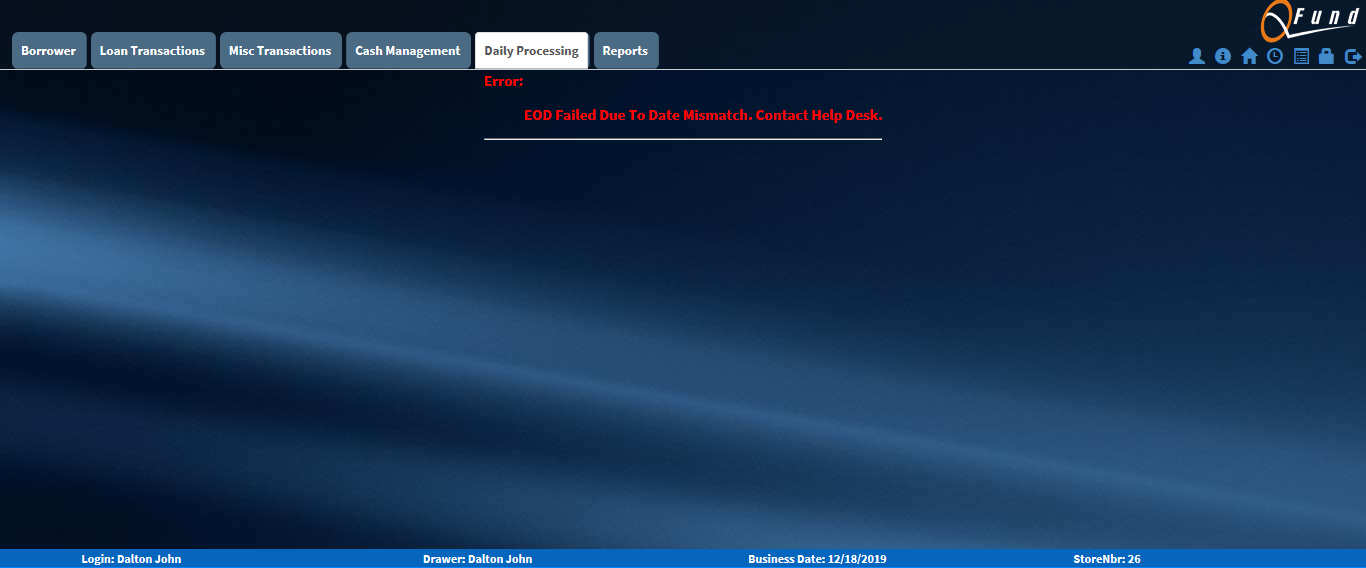 QFund
Borrower Loan Transactions Misc Transactions Cash Management Daily Processing Reports
Error:
EOD Failed Due To Date Mismatch. Contact Help Desk.
Login: Dalton John Drawer: Dalton John Business Date: 12/18/2019 StoreNbr: 26